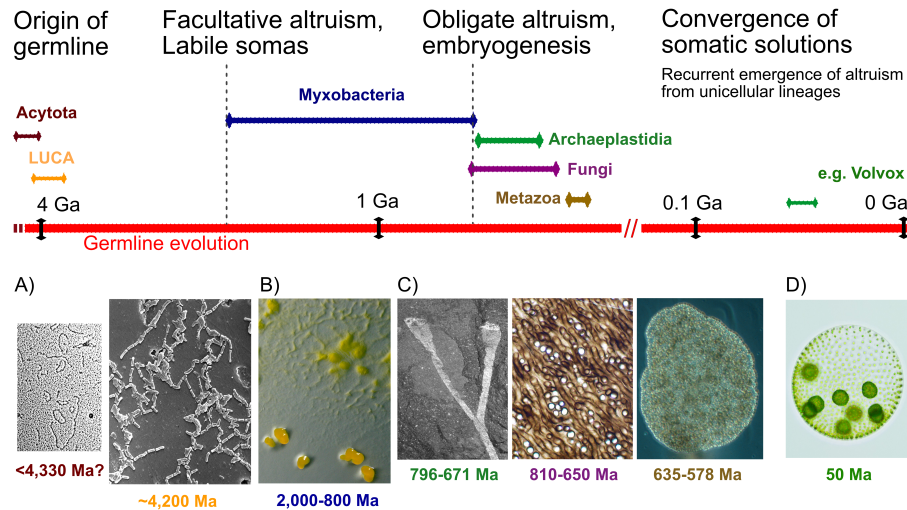 Origin of
germline
Facultative altruism,
Labile somas
Obligate altruism,
embryogenesis
Convergence of
somatic solutions
Recurrent emergence of altruism
from unicellular lineages
Acytota
LUCA
Myxobacteria
Archaeplastidia
Fungi
Metazoa
e.g. Volvox
4 Ga
1 Ga
0.1 Ga
0 Ga
//
Germline evolution
A)
B)
C)
D)
<4,330 Ma?
~4,200 Ma
2,000-800 Ma
796-671 Ma
810-650 Ma
635-578 Ma
50 Ma